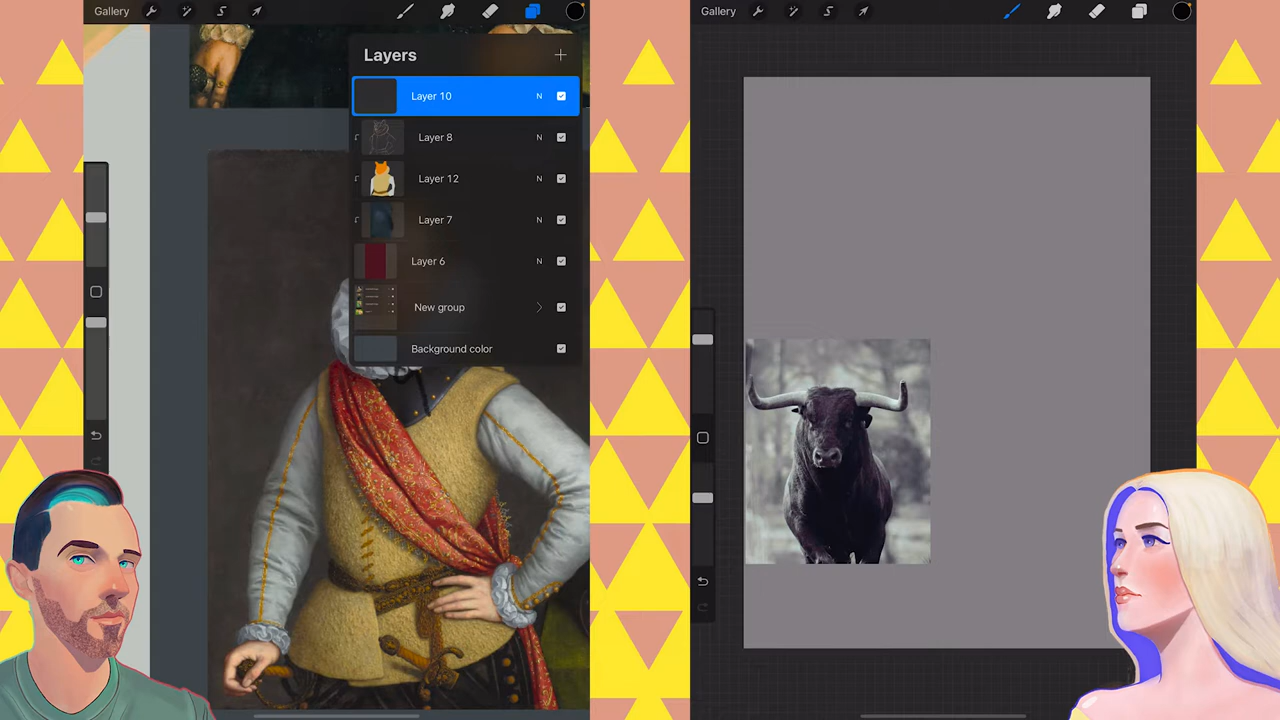 Gallery
Layers
Layer 10 N
Layer 8 N
Layer 12 N
Layer 7 N
Layer 6 N
New group
Background color
Gallery